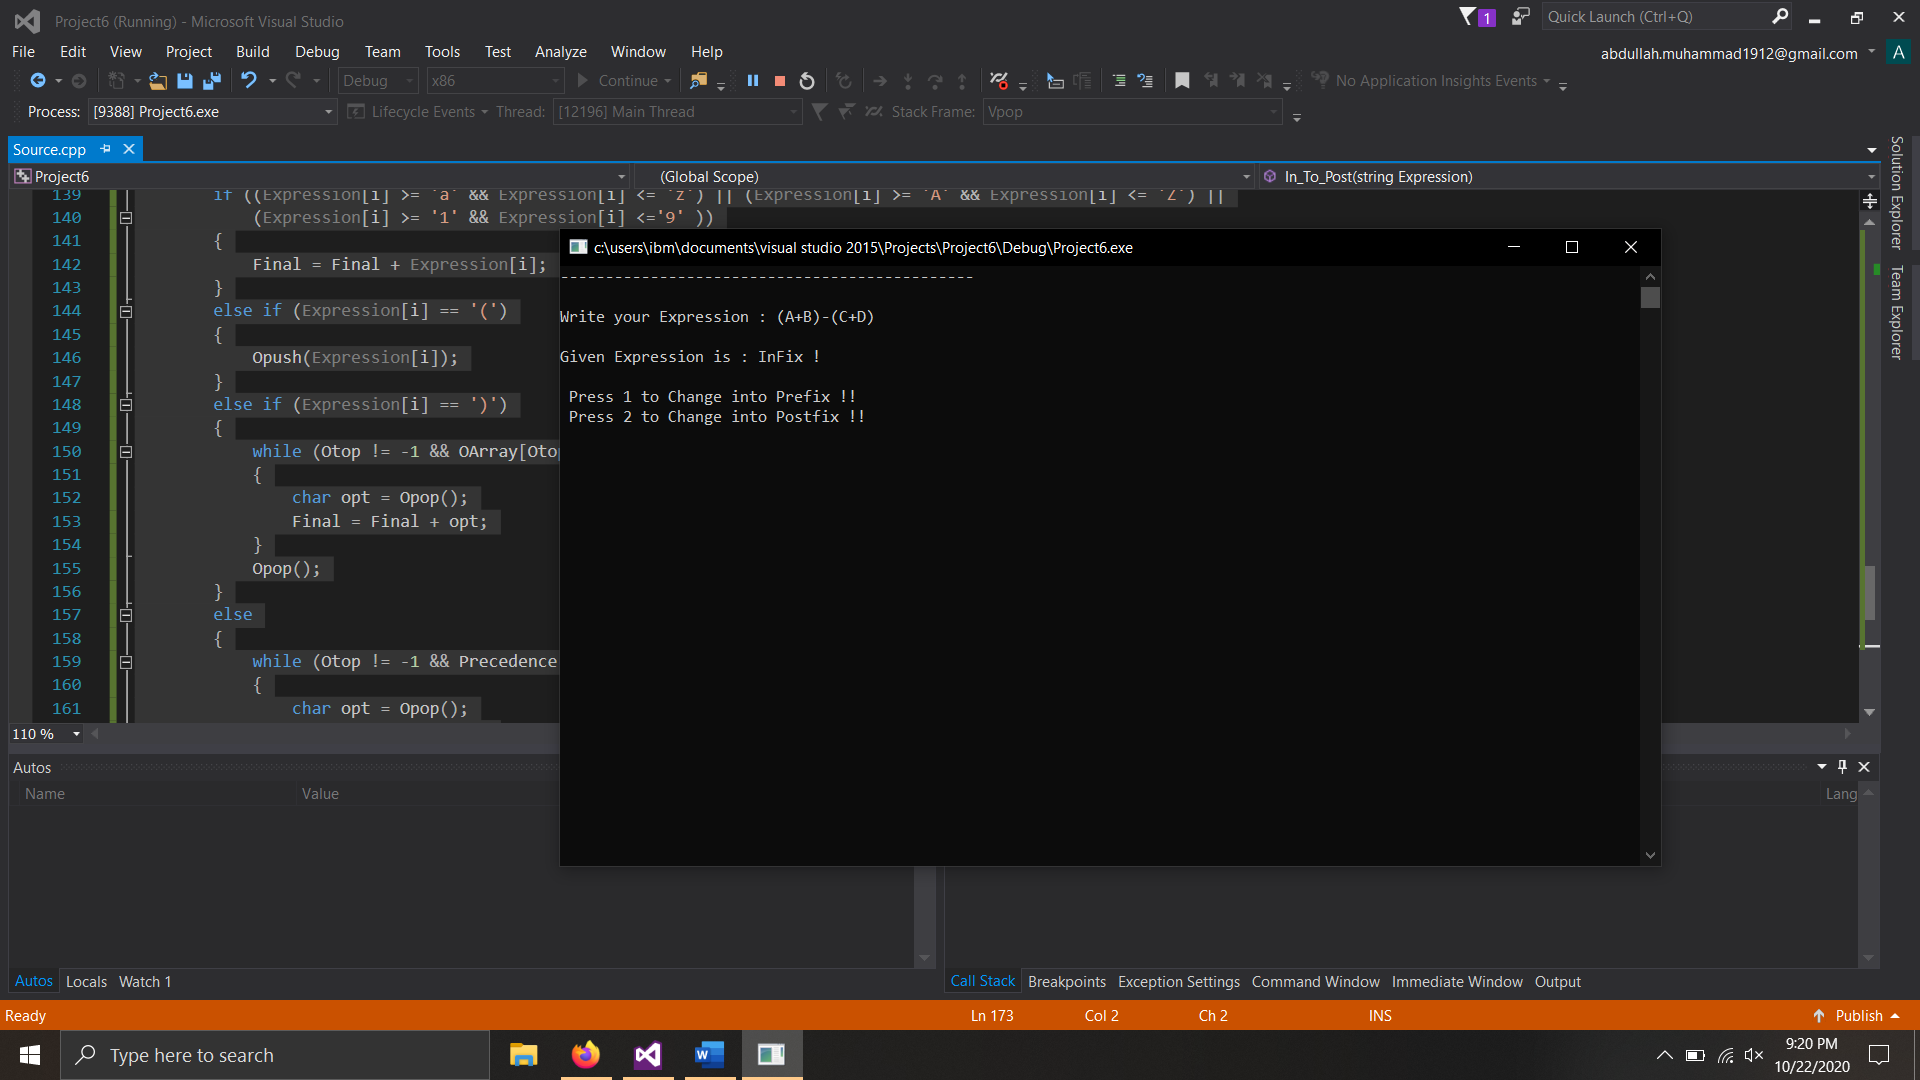 Project6 (Running) - Microsoft Visual Studio
1
Quick Launch (Ctrl+Q)
File Edit View Project Build Debug Team Tools Test Analyze Window Help
abdullah.muhammad1912@gmail.com A
Debug x86 Continue No Application Insights Events
Process: [9388] Project6.exe Lifecycle Events Thread: [12196] Main Thread Stack Frame: Vpop
Source.cpp
Project6 (Global Scope) In_To_Post(string Expression)
139 if ((Expression[i] >= 'a' && Expression[i] <= 'z') || (Expression[i] >= 'A' && Expression[i] <= 'Z') ||
140 (Expression[i] >= '1' && Expression[i] <='9' ))
141 {
142 Final = Final + Expression[i];
143 }
144 else if (Expression[i] == '(')
145 {
146 Opush(Expression[i]);
147 }
148 else if (Expression[i] == ')')
149 {
150 while (Otop != -1 && OArray[Oto
151 {
152 char opt = Opop();
153 Final = Final + opt;
154 }
155 Opop();
156 }
157 else
158 {
159 while (Otop != -1 && Precedence
160 {
161 char opt = Opop();
c:\users\ibm\documents\visual studio 2015\Projects\Project6\Debug\Project6.exe
----------------------------------------------
Write your Expression : (A+B)-(C+D)
Given Expression is : InFix !
Press 1 to Change into Prefix !!
Press 2 to Change into Postfix !!
Solution Explorer
Team Explorer
110 %
Autos
Name Value
Lang
Autos Locals Watch 1
Call Stack Breakpoints Exception Settings Command Window Immediate Window Output
Ready Ln 173 Col 2 Ch 2 INS Publish
Type here to search
9:20 PM
10/22/2020